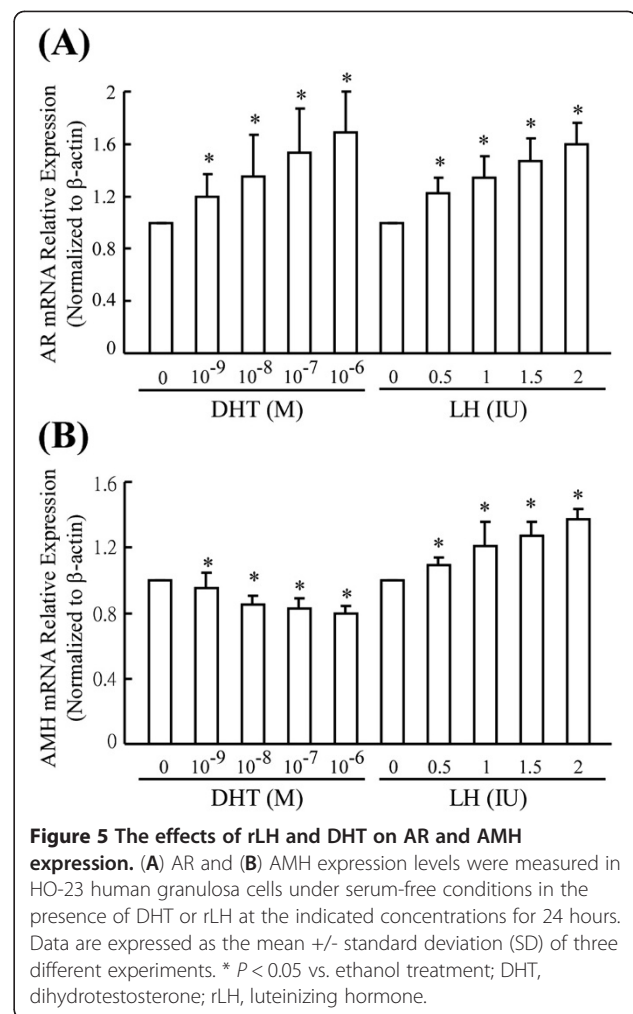 (A)
AR mRNA Relative Expression
(Normalized to β-actin)
2
1.6
1.2
0.8
0.4
0
* * * * * * * *
0 10-9 10-8 10-7 10-6 0 0.5 1 1.5 2
DHT (M) LH (IU)
(B)
AMH mRNA Relative Expression
(Normalized to β-actin)
1.6
1.2
0.8
0.4
0
* * * * * * * *
0 10-9 10-8 10-7 10-6 0 0.5 1 1.5 2
DHT (M) LH (IU)
Figure 5 The effects of rLH and DHT on AR and AMH
expression. (A) AR and (B) AMH expression levels were measured in
HO-23 human granulosa cells under serum-free conditions in the
presence of DHT or rLH at the indicated concentrations for 24 hours.
Data are expressed as the mean +/- standard deviation (SD) of three
different experiments. * P < 0.05 vs. ethanol treatment; DHT,
dihydrotestosterone; rLH, luteinizing hormone.